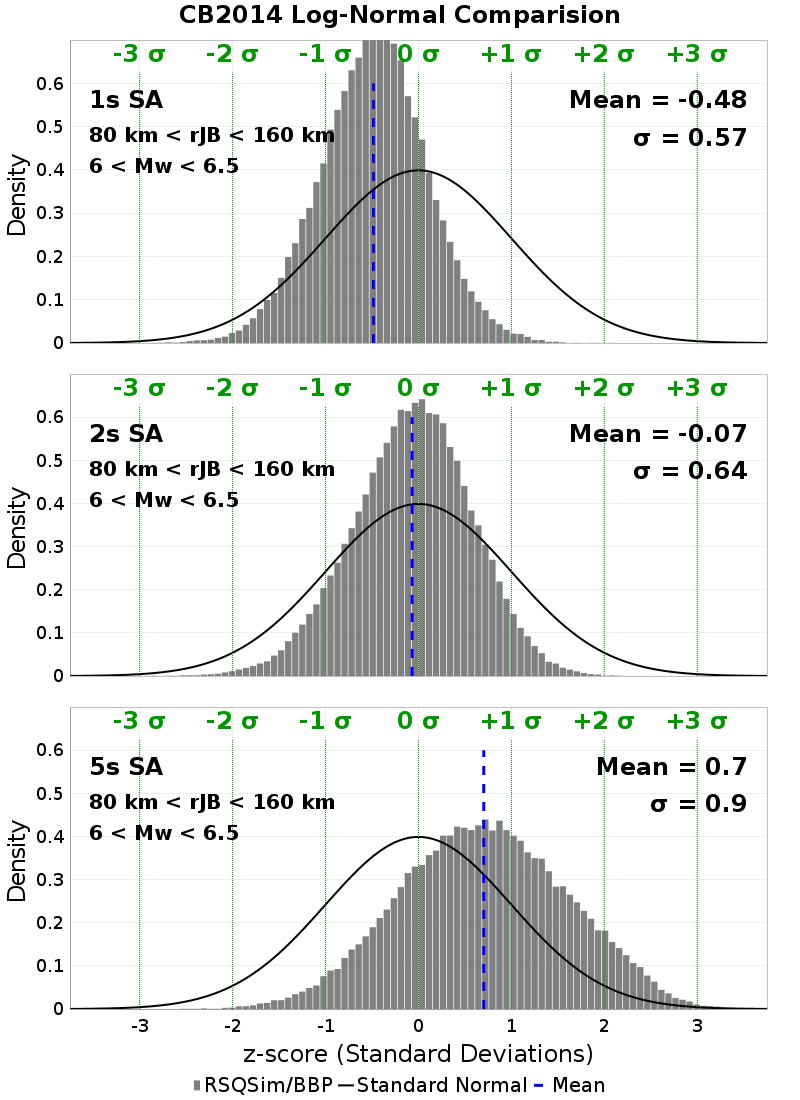 CB2014 Log-Normal Comparision
-3 σ -2 σ -1 σ 0 σ +1 σ +2 σ +3 σ
0.6
1s SA Mean = -0.48
0.5
80 km < rJB < 160 km σ = 0.57
6 < Mw < 6.5
0.4
Density
0.3
0.2
0.1
0
-3 σ -2 σ -1 σ 0 σ +1 σ +2 σ +3 σ
0.6
2s SA Mean = -0.07
0.5
80 km < rJB < 160 km σ = 0.64
6 < Mw < 6.5
0.4
Density
0.3
0.2
0.1
0
-3 σ -2 σ -1 σ 0 σ +1 σ +2 σ +3 σ
0.6
5s SA Mean = 0.7
0.5
80 km < rJB < 160 km σ = 0.9
6 < Mw < 6.5
0.4
Density
0.3
0.2
0.1
0
-3 -2 -1 0 1 2 3
z-score (Standard Deviations)
RSQSim/BBP Standard Normal Mean